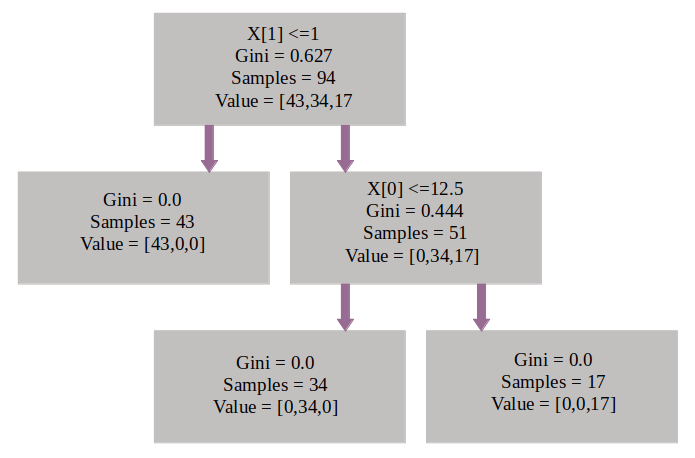 X[1] <=1
Gini = 0.627
Samples = 94
Value = [43,34,17
Gini = 0.0
Samples = 43
Value = [43,0,0]
X[0] <=12.5
Gini = 0.444
Samples = 51
Value = [0,34,17]
Gini = 0.0
Samples = 34
Value = [0,34,0]
Gini = 0.0
Samples = 17
Value = [0,0,17]